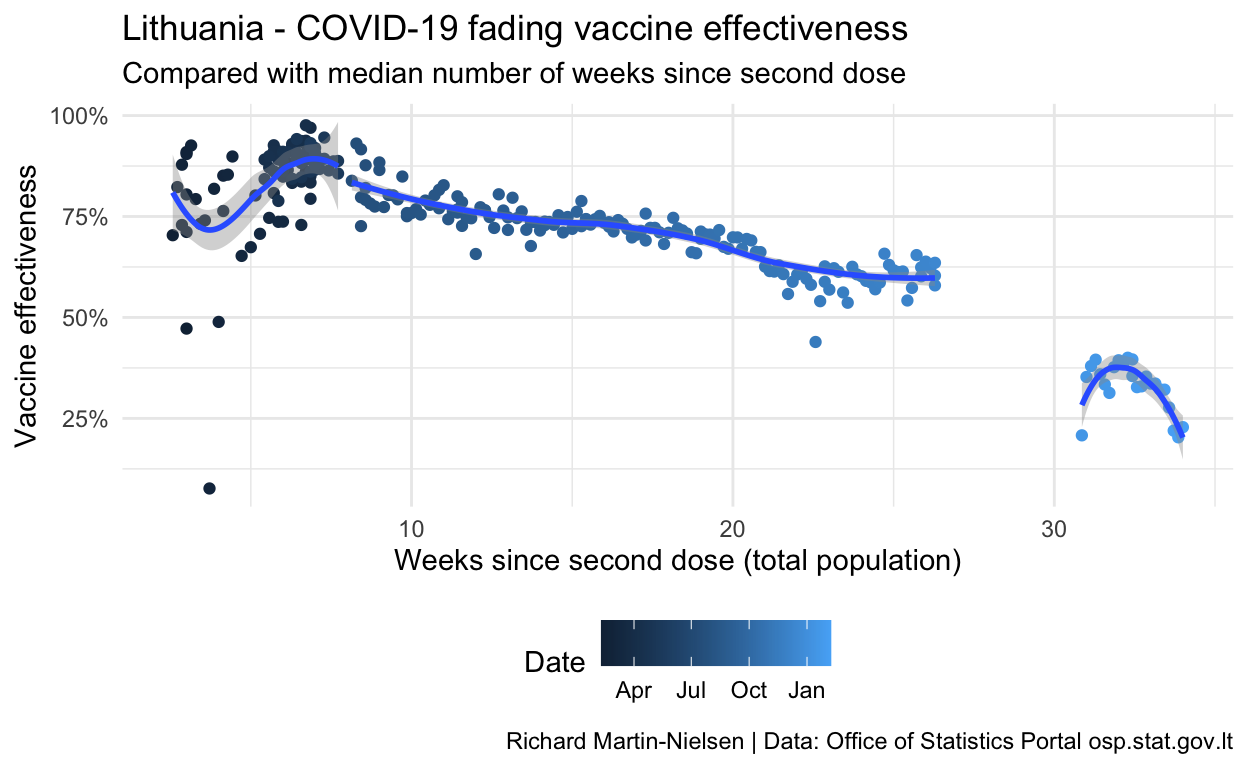 Lithuania - COVID-19 fading vaccine effectiveness
Compared with median number of weeks since second dose
Vaccine effectiveness
100%
75%
50%
25%
10 20 30
Weeks since second dose (total population)
Date
Apr Jul Oct Jan
Richard Martin-Nielsen | Data: Office of Statistics Portal osp.stat.gov.lt